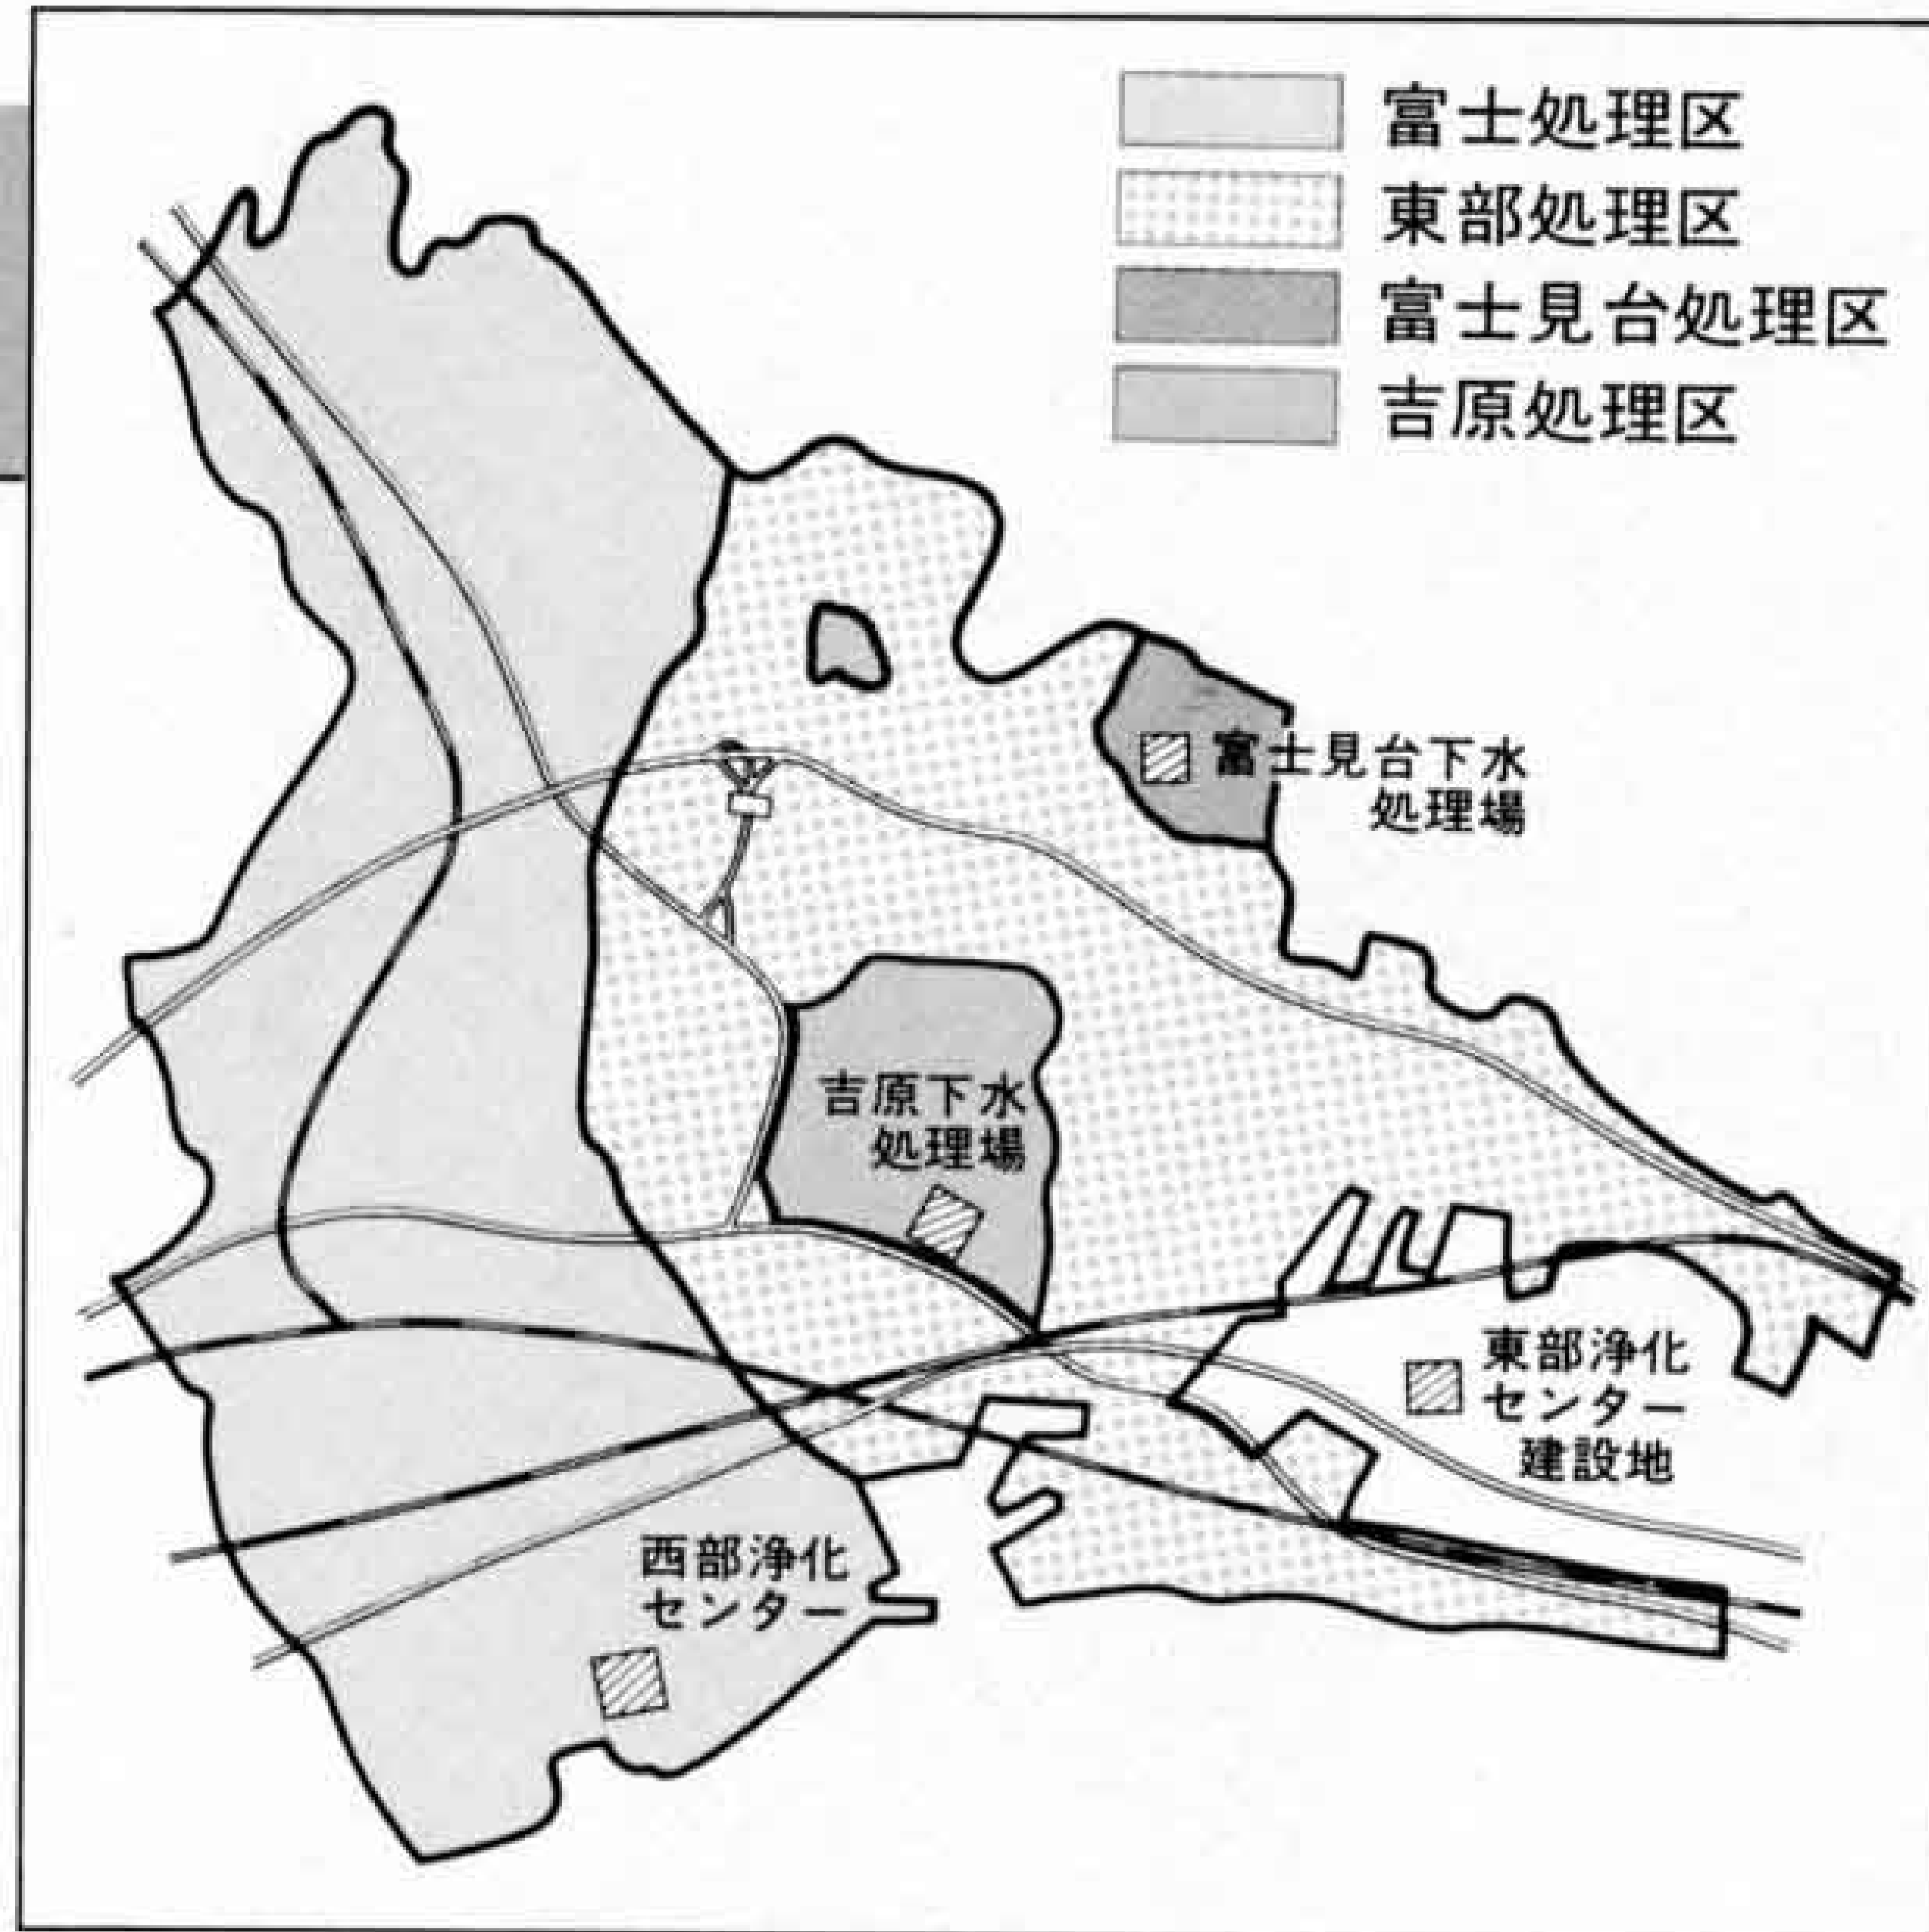 富士処理区
東部処理区
富士見台処理区
吉原処理区
富士見台下水
処理場
吉原下水
処理場
東部浄化
センター
建設地
西部浄化
センター